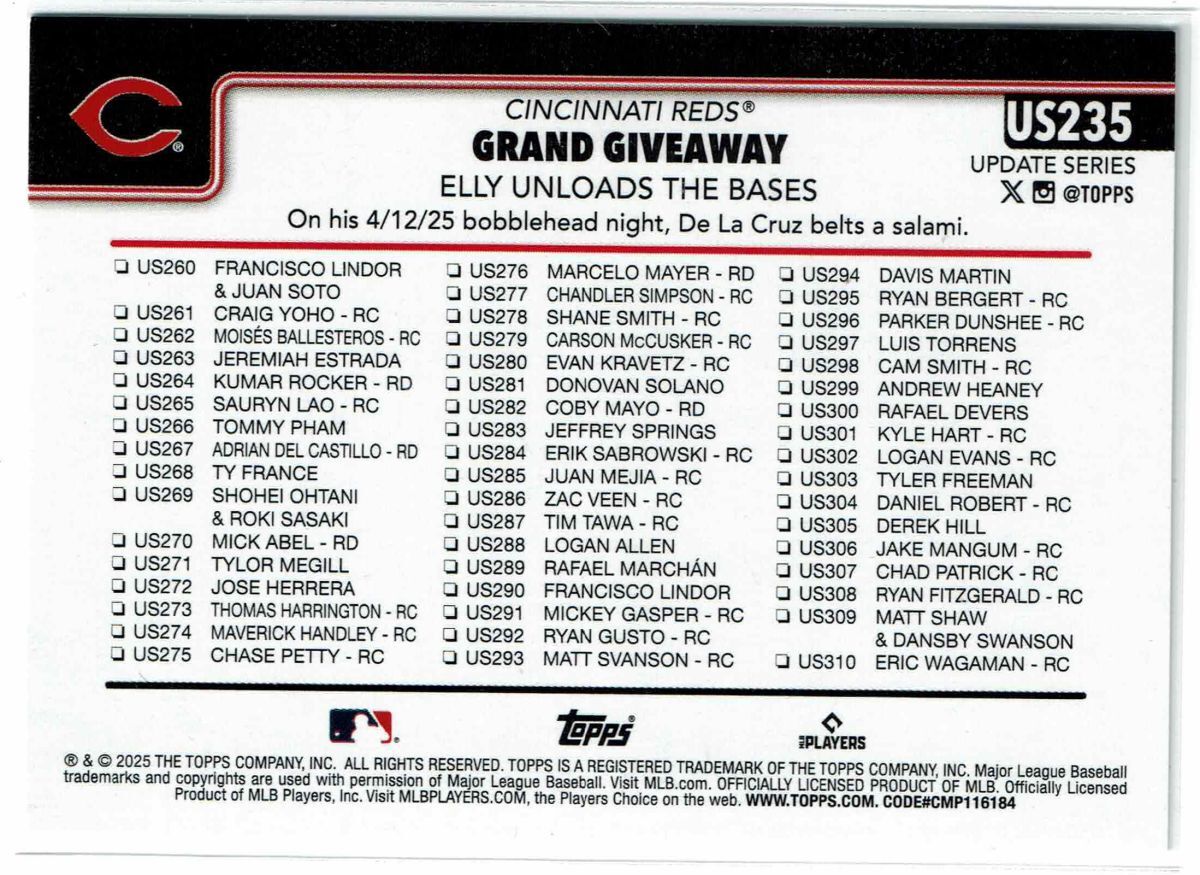 CINCINNATI REDS®
GRAND GIVEAWAY
ELLY UNLOADS THE BASES
On his 4/12/25 bobblehead night, De La Cruz belts a salami.
US235
UPDATE SERIES
@TOPPS
US260 FRANCISCO LINDOR
& JUAN SOTO
US261 CRAIG YOHO - RC
US262 MOISÉS BALLESTEROS - RC
US263 JEREMIAH ESTRADA
US264 KUMAR ROCKER - RD
US265 SAURYN LAO - RC
US266 TOMMY PHAM
US267 ADRIAN DEL CASTILLO - RD
US268 TY FRANCE
US269 SHOHEI OHTANI
& ROKI SASAKI
US270 MICK ABEL - RD
US271 TYLOR MEGILL
US272 JOSE HERRERA
US273 THOMAS HARRINGTON - RC
US274 MAVERICK HANDLEY - RC
US275 CHASE PETTY - RC
US276 MARCELO MAYER - RD
US277 CHANDLER SIMPSON - RC
US278 SHANE SMITH - RC
US279 CARSON McCUSKER - RC
US280 EVAN KRAVETZ - RC
US281 DONOVAN SOLANO
US282 COBY MAYO - RD
US283 JEFFREY SPRINGS
US284 ERIK SABROWSKI - RC
US285 JUAN MEJIA - RC
US286 ZAC VEEN - RC
US287 TIM TAWA - RC
US288 LOGAN ALLEN
US289 RAFAEL MARCHÁN
US290 FRANCISCO LINDOR
US291 MICKEY GASPER - RC
US292 RYAN GUSTO - RC
US293 MATT SVANSON - RC
US294 DAVIS MARTIN
US295 RYAN BERGERT - RC
US296 PARKER DUNSHEE - RC
US297 LUIS TORRENS
US298 CAM SMITH - RC
US299 ANDREW HEANEY
US300 RAFAEL DEVERS
US301 KYLE HART - RC
US302 LOGAN EVANS - RC
US303 TYLER FREEMAN
US304 DANIEL ROBERT - RC
US305 DEREK HILL
US306 JAKE MANGUM - RC
US307 CHAD PATRICK - RC
US308 RYAN FITZGERALD - RC
US309 MATT SHAW
& DANSBY SWANSON
US310 ERIC WAGAMAN - RC
topps®
MLB PLAYERS
® & © 2025 THE TOPPS COMPANY, INC. ALL RIGHTS RESERVED. TOPPS IS A REGISTERED TRADEMARK OF THE TOPPS COMPANY, INC. Major League Baseball
trademarks and copyrights are used with permission of Major League Baseball. Visit MLB.com. OFFICIALLY LICENSED PRODUCT OF MLB. Officially Licensed
Product of MLB Players, Inc. Visit MLBPLAYERS.COM, the Players Choice on the web. WWW.TOPPS.COM. CODE#CMP116184